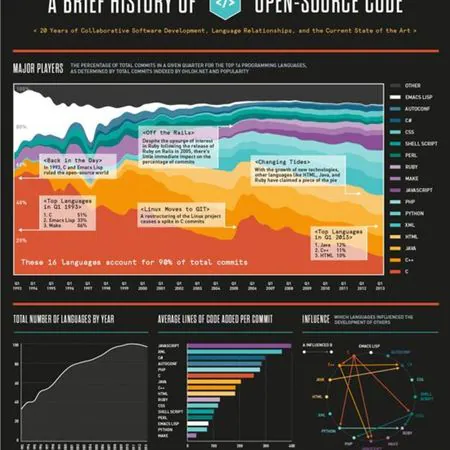 A BRIEF HISTORY OF </> OPEN-SOURCE CODE
< 20 Years of Collaborative Software Development, Language Relationships, and the Current State of the Art >
MAJOR PLAYERS
THE PERCENTAGE OF TOTAL COMMITS IN A GIVEN QUARTER FOR THE TOP 16 PROGRAMMING LANGUAGES,
AS DETERMINED BY TOTAL COMMITS INDEXED BY OHLOH.NET AND POPULARITY
100%
80%
60%
40%
20%
<Back in the Day>
In 1993, C and Emacs Lisp
ruled the open-source world
<Off the Rails>
Despite the upsurge of interest
in Ruby following the release of
Ruby on Rails in 2005, there's
little immediate impact on the
percentage of commits
<Changing Tides>
With the growth of new technologies,
other languages like HTML, Java, and
Ruby have claimed a piece of the pie
<Top Languages
in Q1 1993>
1. C 51%
2. Emacs Lisp 33%
3. Make
<Linux Moves to GIT>
A restructuring of the Linux project
causes a spike in C commits
<Top Languages
in Q1 2013>
1. Java 12%
2. C++ 11%
3. HTML 10%
These 16 languages account for 90% of total commits
OTHER
EMACS LISP
AUTOCONF
C#
CSS
SHELL SCRIPT
PERL
RUBY
MAKE
JAVASCRIPT
PHP
PYTHON
XML
HTML
JAVA
C++
C
Q1 Q1 Q1 Q1 Q1 Q1 Q1 Q1 Q1 Q1 Q1 Q1 Q1 Q1 Q1 Q1 Q1 Q1 Q1 Q1 Q1
1993 1994 1995 1996 1997 1998 1999 2000 2001 2002 2003 2004 2005 2006 2007 2008 2009 2010 2011 2012 2013
TOTAL NUMBER OF LANGUAGES BY YEAR
100
80
60
40
20
AVERAGE LINES OF CODE ADDED PER COMMIT
JAVASCRIPT
XML
C#
AUTOCONF
PHP
C
JAVA
C++
HTML
RUBY
CSS
SHELL SCRIPT
PERL
EMACS LISP
PYTHON
MAKE
0 100 200 300 400
INFLUENCE
WHICH LANGUAGES INFLUENCED THE
DEVELOPMENT OF OTHERS
A INFLUENCED B
EMACS LISP
AUTOCONF
C
C++
JAVA
CSS
HTML
SHELL
SCRIPT
XML
RUBY
PHP
MAKE
JAVASCRIPT